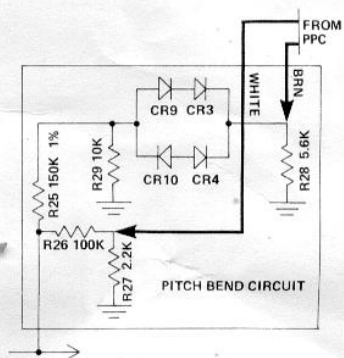 FROM
PPC
WHITE
BRN
CR9 CR3
CR10 CR4
R25 150K 1%
R29 10K
R28 5.6K
R26 100K
R27 2.2K
PITCH BEND CIRCUIT